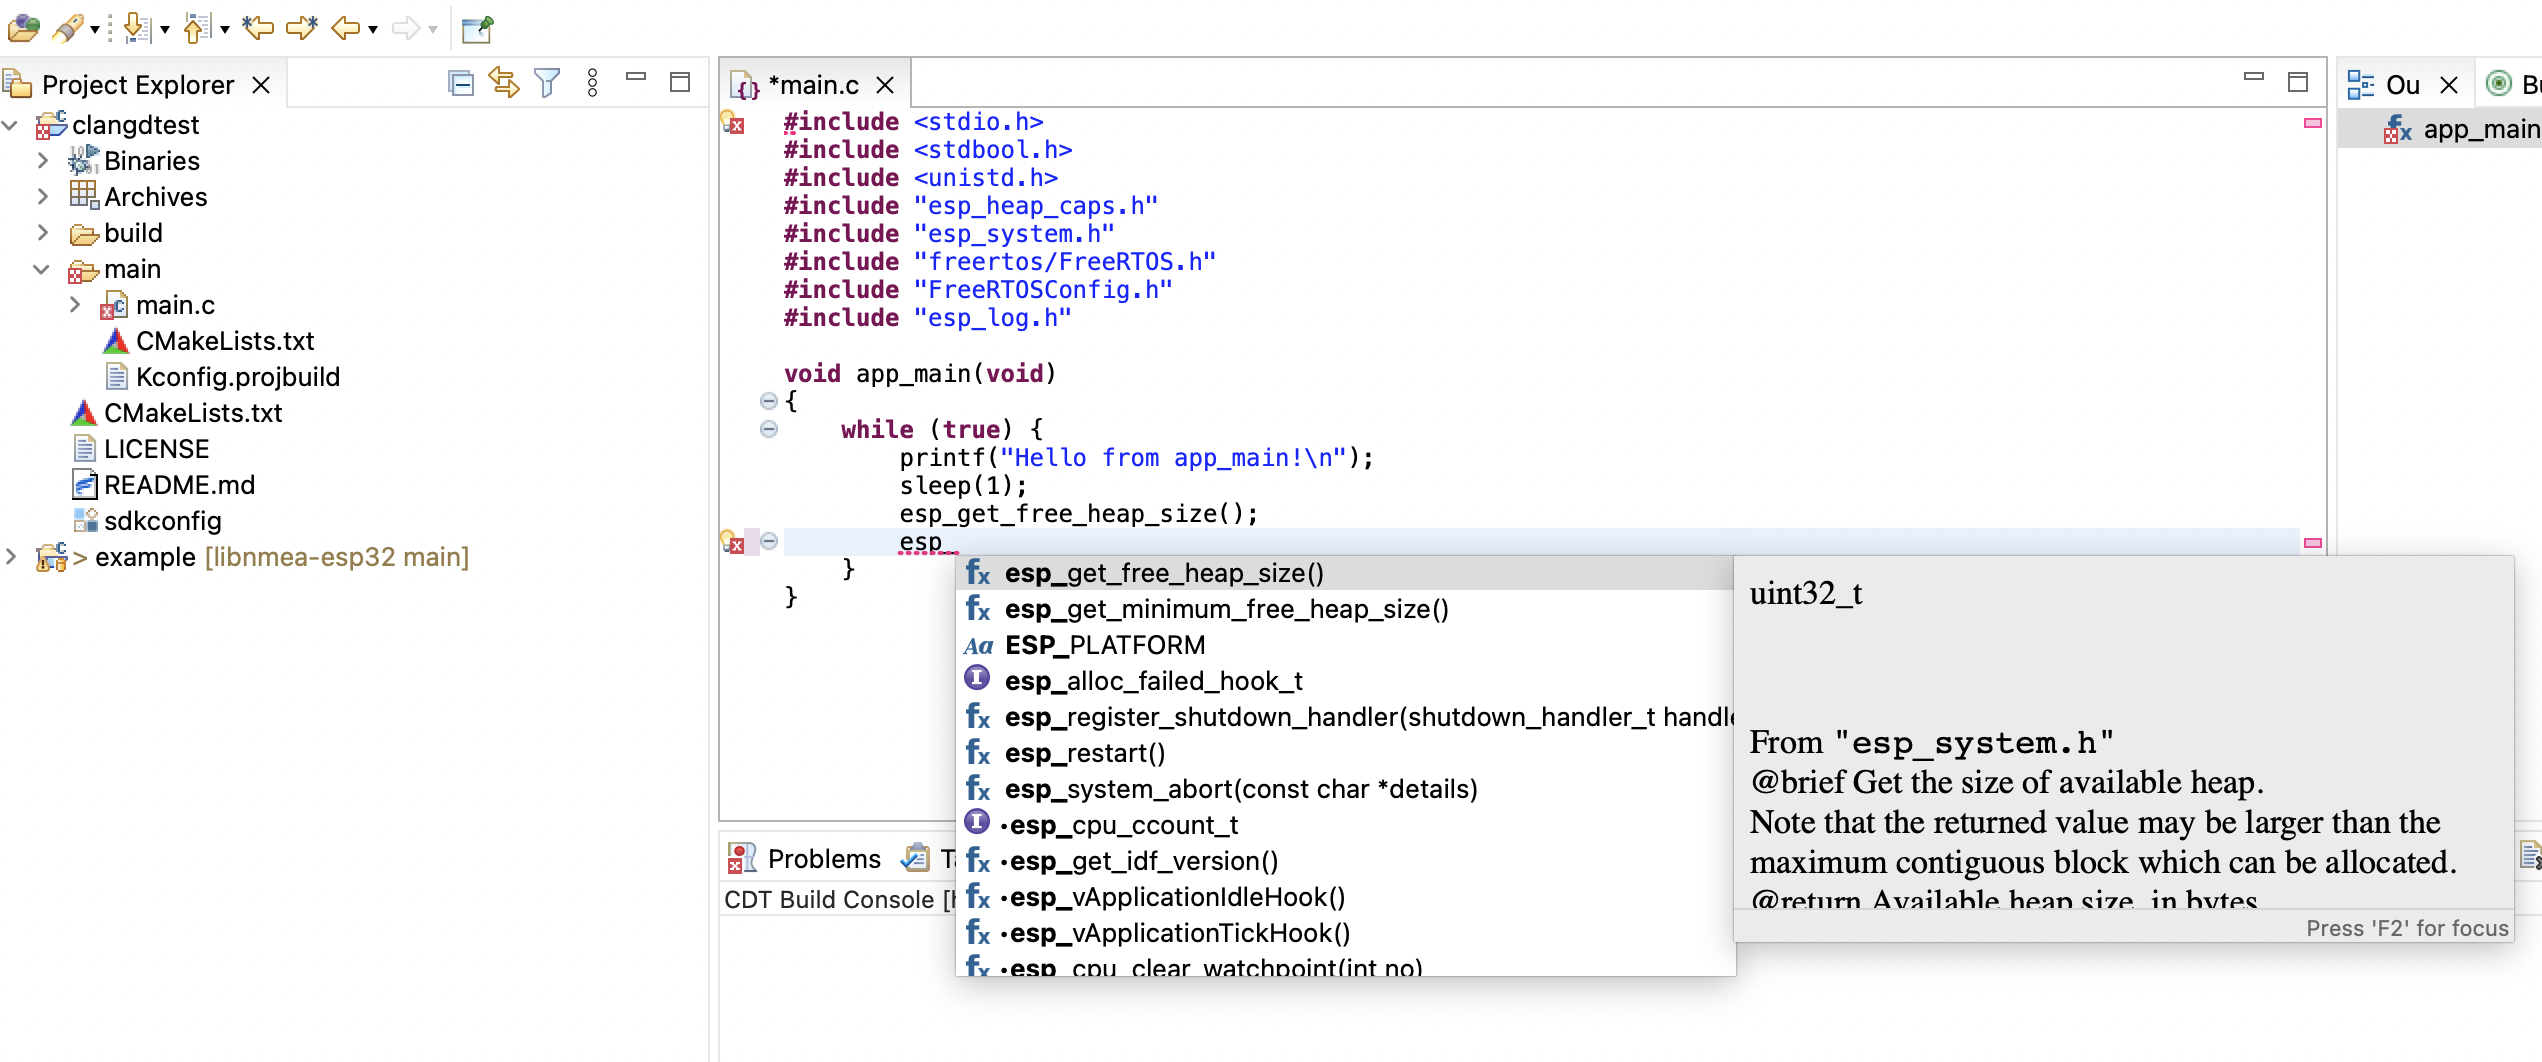 Project Explorer
clangdtest
Binaries
Archives
build
main
main.c
CMakeLists.txt
Kconfig.projbuild
CMakeLists.txt
LICENSE
README.md
sdkconfig
> example [libnmea-esp32 main]
*main.c
#include <stdio.h>
#include <stdbool.h>
#include <unistd.h>
#include "esp_heap_caps.h"
#include "esp_system.h"
#include "freertos/FreeRTOS.h"
#include "FreeRTOSConfig.h"
#include "esp_log.h"
void app_main(void)
{
while (true) {
printf("Hello from app_main!\n");
sleep(1);
esp_get_free_heap_size();
esp_
}
}
esp_get_free_heap_size()
esp_get_minimum_free_heap_size()
ESP_PLATFORM
esp_alloc_failed_hook_t
esp_register_shutdown_handler(shutdown_handler_t handle
esp_restart()
esp_system_abort(const char *details)
•esp_cpu_ccount_t
•esp_get_idf_version()
•esp_vApplicationIdleHook()
•esp_vApplicationTickHook()
•esp_cpu_clear_watchpoint(int no)
uint32_t
From "esp_system.h"
@brief Get the size of available heap.
Note that the returned value may be larger than the
maximum contiguous block which can be allocated.
@return Available heap size, in bytes.
Press 'F2' for focus
Problems
CDT Build Console [
Ou
Bu
app_main